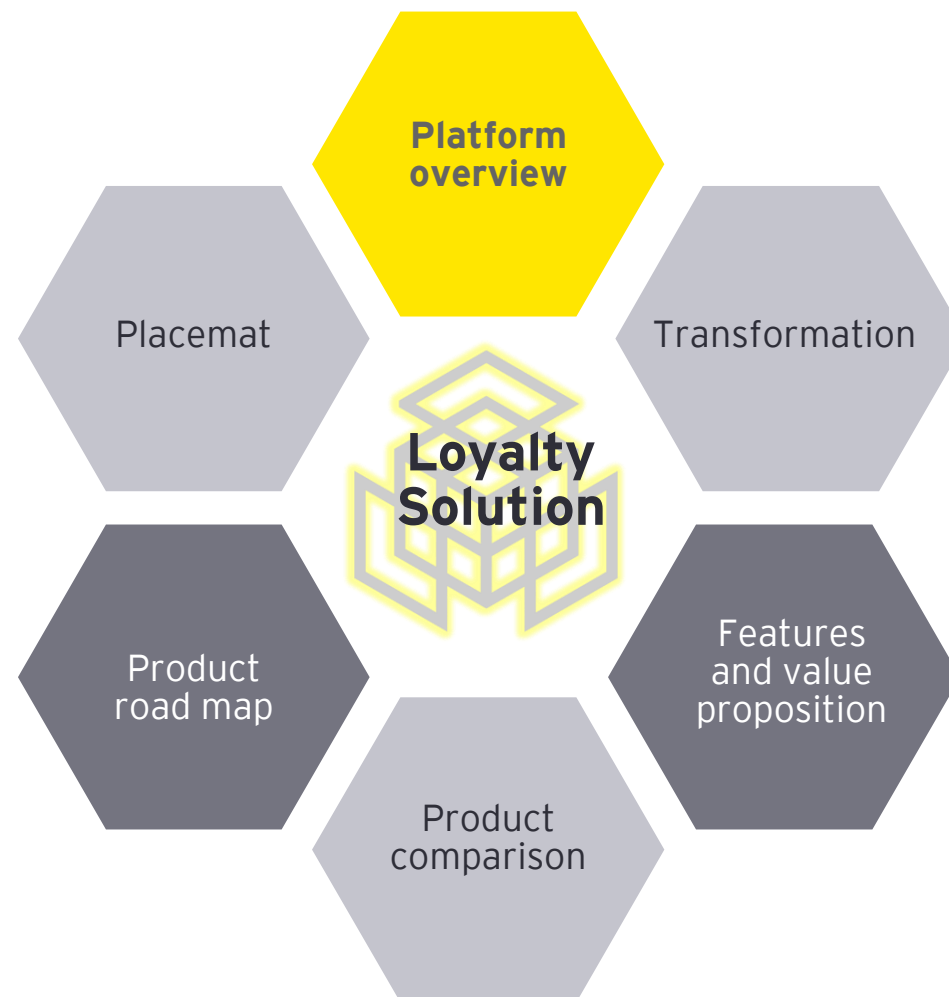 Platform
overview
Placemat
Transformation
Loyalty
Solution
Product
road map
Features
and value
proposition
Product
comparison